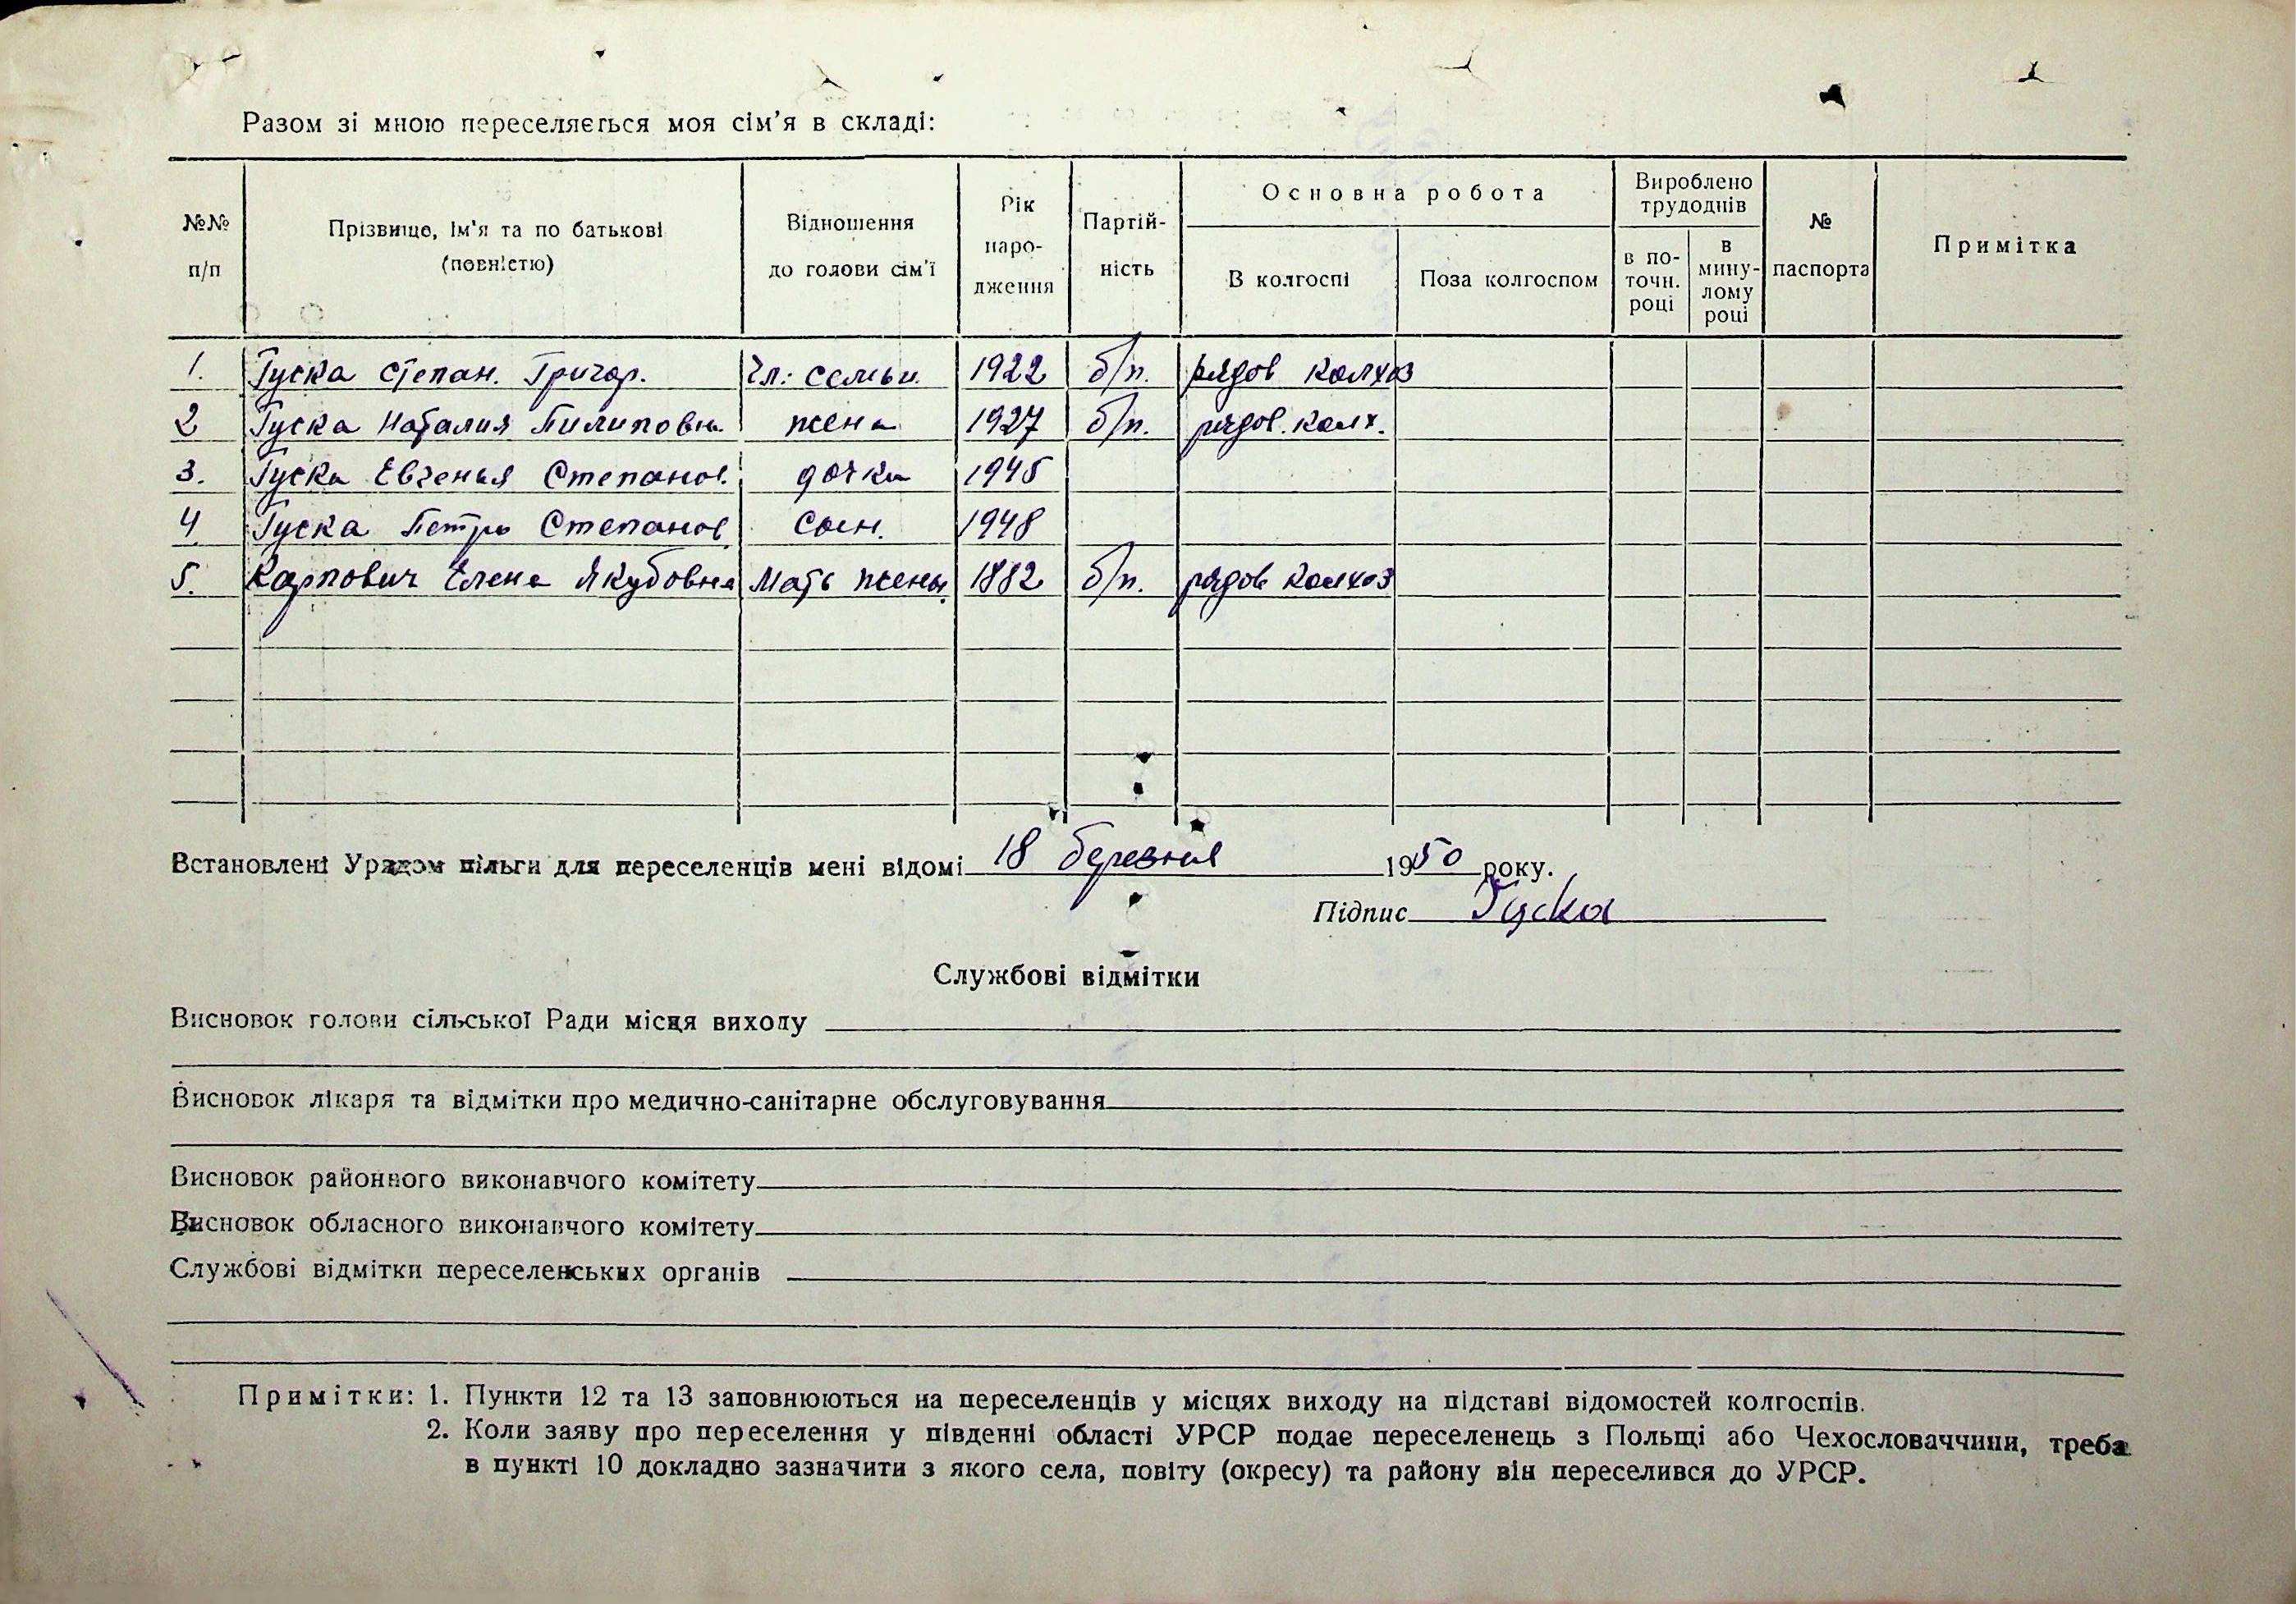 Разом зі мною переселяється моя сім'я в складі:
№№ п/п
Прізвище, ім'я та по батькові (повністю)
Відношення до голови сім'ї
Рік народження
Партійність
Основна робота
В колгоспі
Поза колгоспом
Вироблено трудоднів
в поточн. році
в минулому році
№ паспорта
Примітка
1. Гуска Степан. Григор. Гл: семьи 1922 б/п. рядов колхоз
2 Гуска Наталия Пилиповн. жена 1927 б/п. рядов. колх.
3. Гуска Евгенья Степанов. дочка 1945
4. Гуска Петро Степанов сын. 1948
5. Карпович Елена Якубовна Мать жены 1882 б/п. рядов колхоз
Встановлені Урядом пільги для переселенців мені відомі 18 березня 1950 року.
Підпис Гуска
Службові відмітки
Висновок голови сільської Ради місця виходу
Висновок лікаря та відмітки про медично-санітарне обслуговування
Висновок районного виконавчого комітету
Висновок обласного виконавчого комітету
Службові відмітки переселенських органів
Примітки: 1. Пункти 12 та 13 заповнюються на переселенців у місцях виходу на підставі відомостей колгоспів.
2. Коли заяву про переселення у південні області УРСР подає переселенець з Польщі або Чехословаччини, треба
в пункті 10 докладно зазначити з якого села, повіту (окресу) та району він переселився до УРСР.